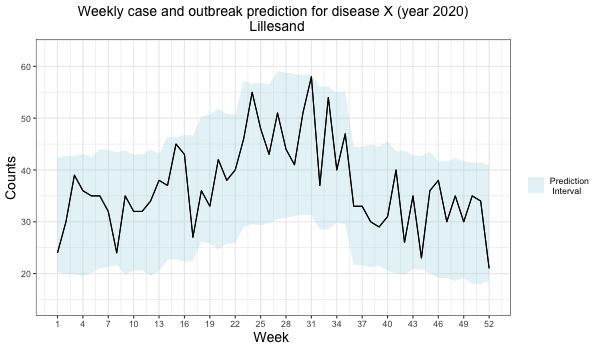 Weekly case and outbreak prediction for disease X (year 2020)
Lillesand
Counts
60
50
40
30
20
1 4 7 10 13 16 19 22 25 28 31 34 37 40 43 46 49 52
Week
Prediction
Interval